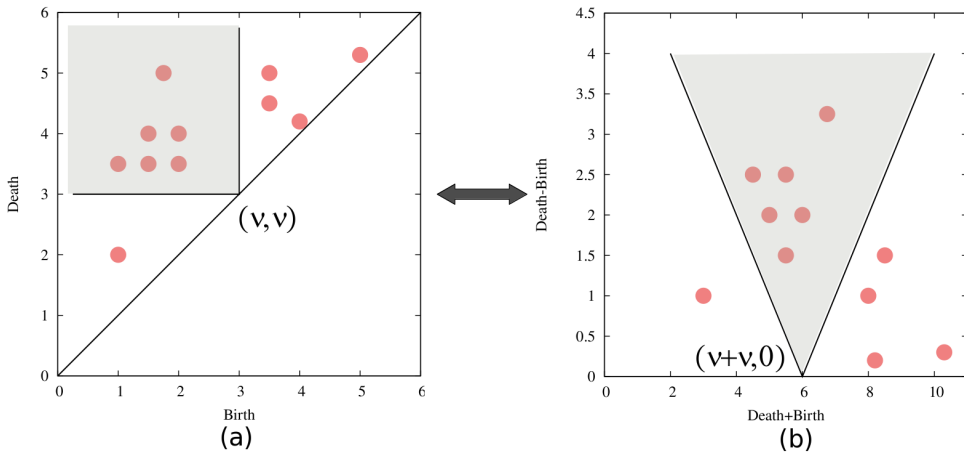 6
5
4
3
2
1
0
Death
(ν,ν)
0 1 2 3 4 5 6
Birth
(a)
4.5
4
3.5
3
2.5
2
1.5
1
0.5
0
Death-Birth
(ν+ν,0)
0 2 4 6 8 10
Death+Birth
(b)